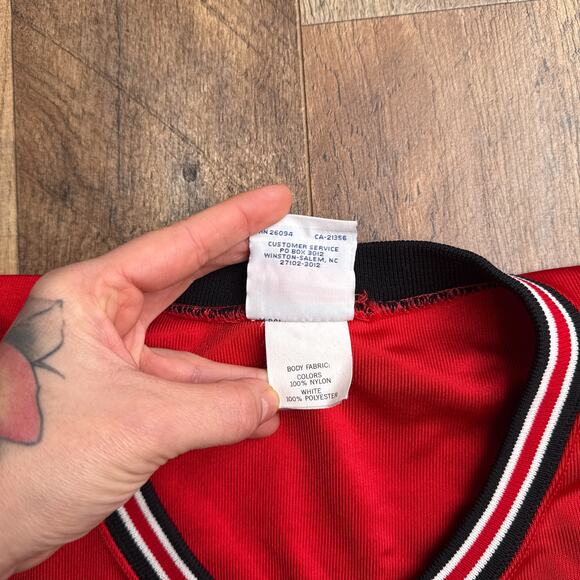 RN 26094 CA-21356
CUSTOMER SERVICE
PO BOX 3012
WINSTON-SALEM, NC
27102-3012
BODY FABRIC:
COLORS
100% NYLON
WHITE
100% POLYESTER